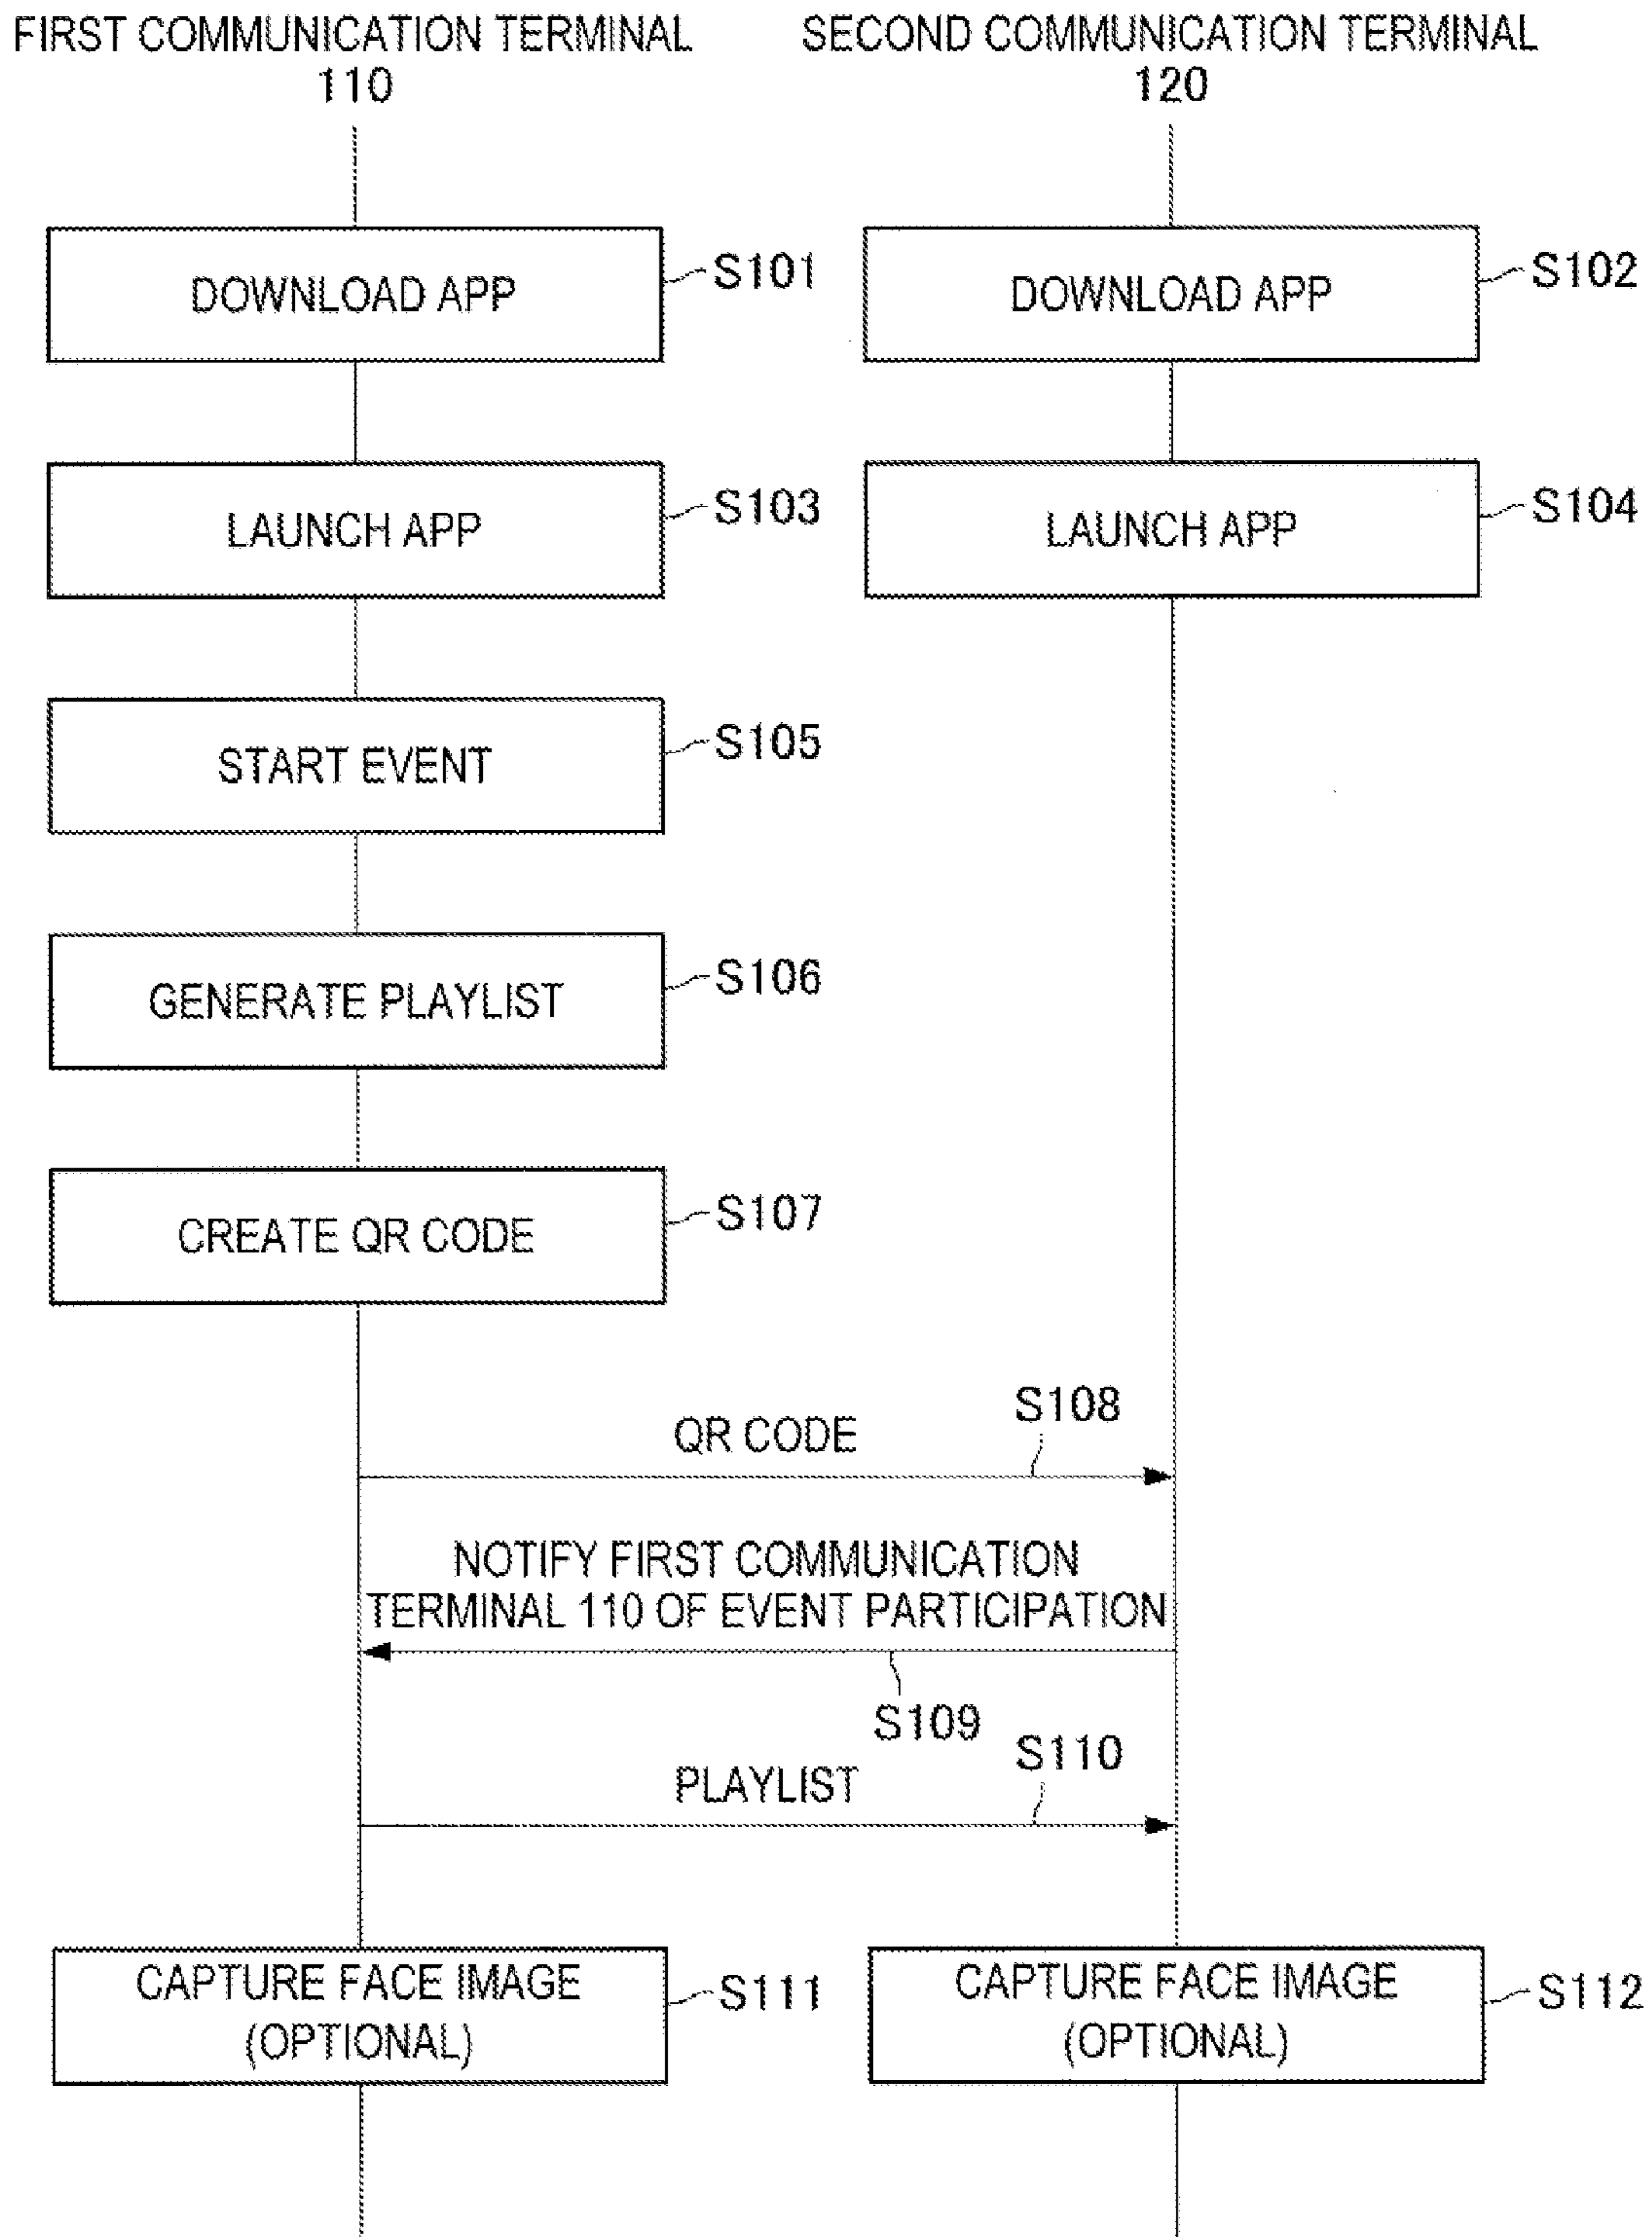 FIRST COMMUNICATION TERMINAL
110
SECOND COMMUNICATION TERMINAL
120
DOWNLOAD APP
S101
DOWNLOAD APP
S102
LAUNCH APP
S103
LAUNCH APP
S104
START EVENT
S105
GENERATE PLAYLIST
S106
CREATE QR CODE
S107
QR CODE
S108
NOTIFY FIRST COMMUNICATION
TERMINAL 110 OF EVENT PARTICIPATION
S109
PLAYLIST
S110
CAPTURE FACE IMAGE
(OPTIONAL)
S111
CAPTURE FACE IMAGE
(OPTIONAL)
S112